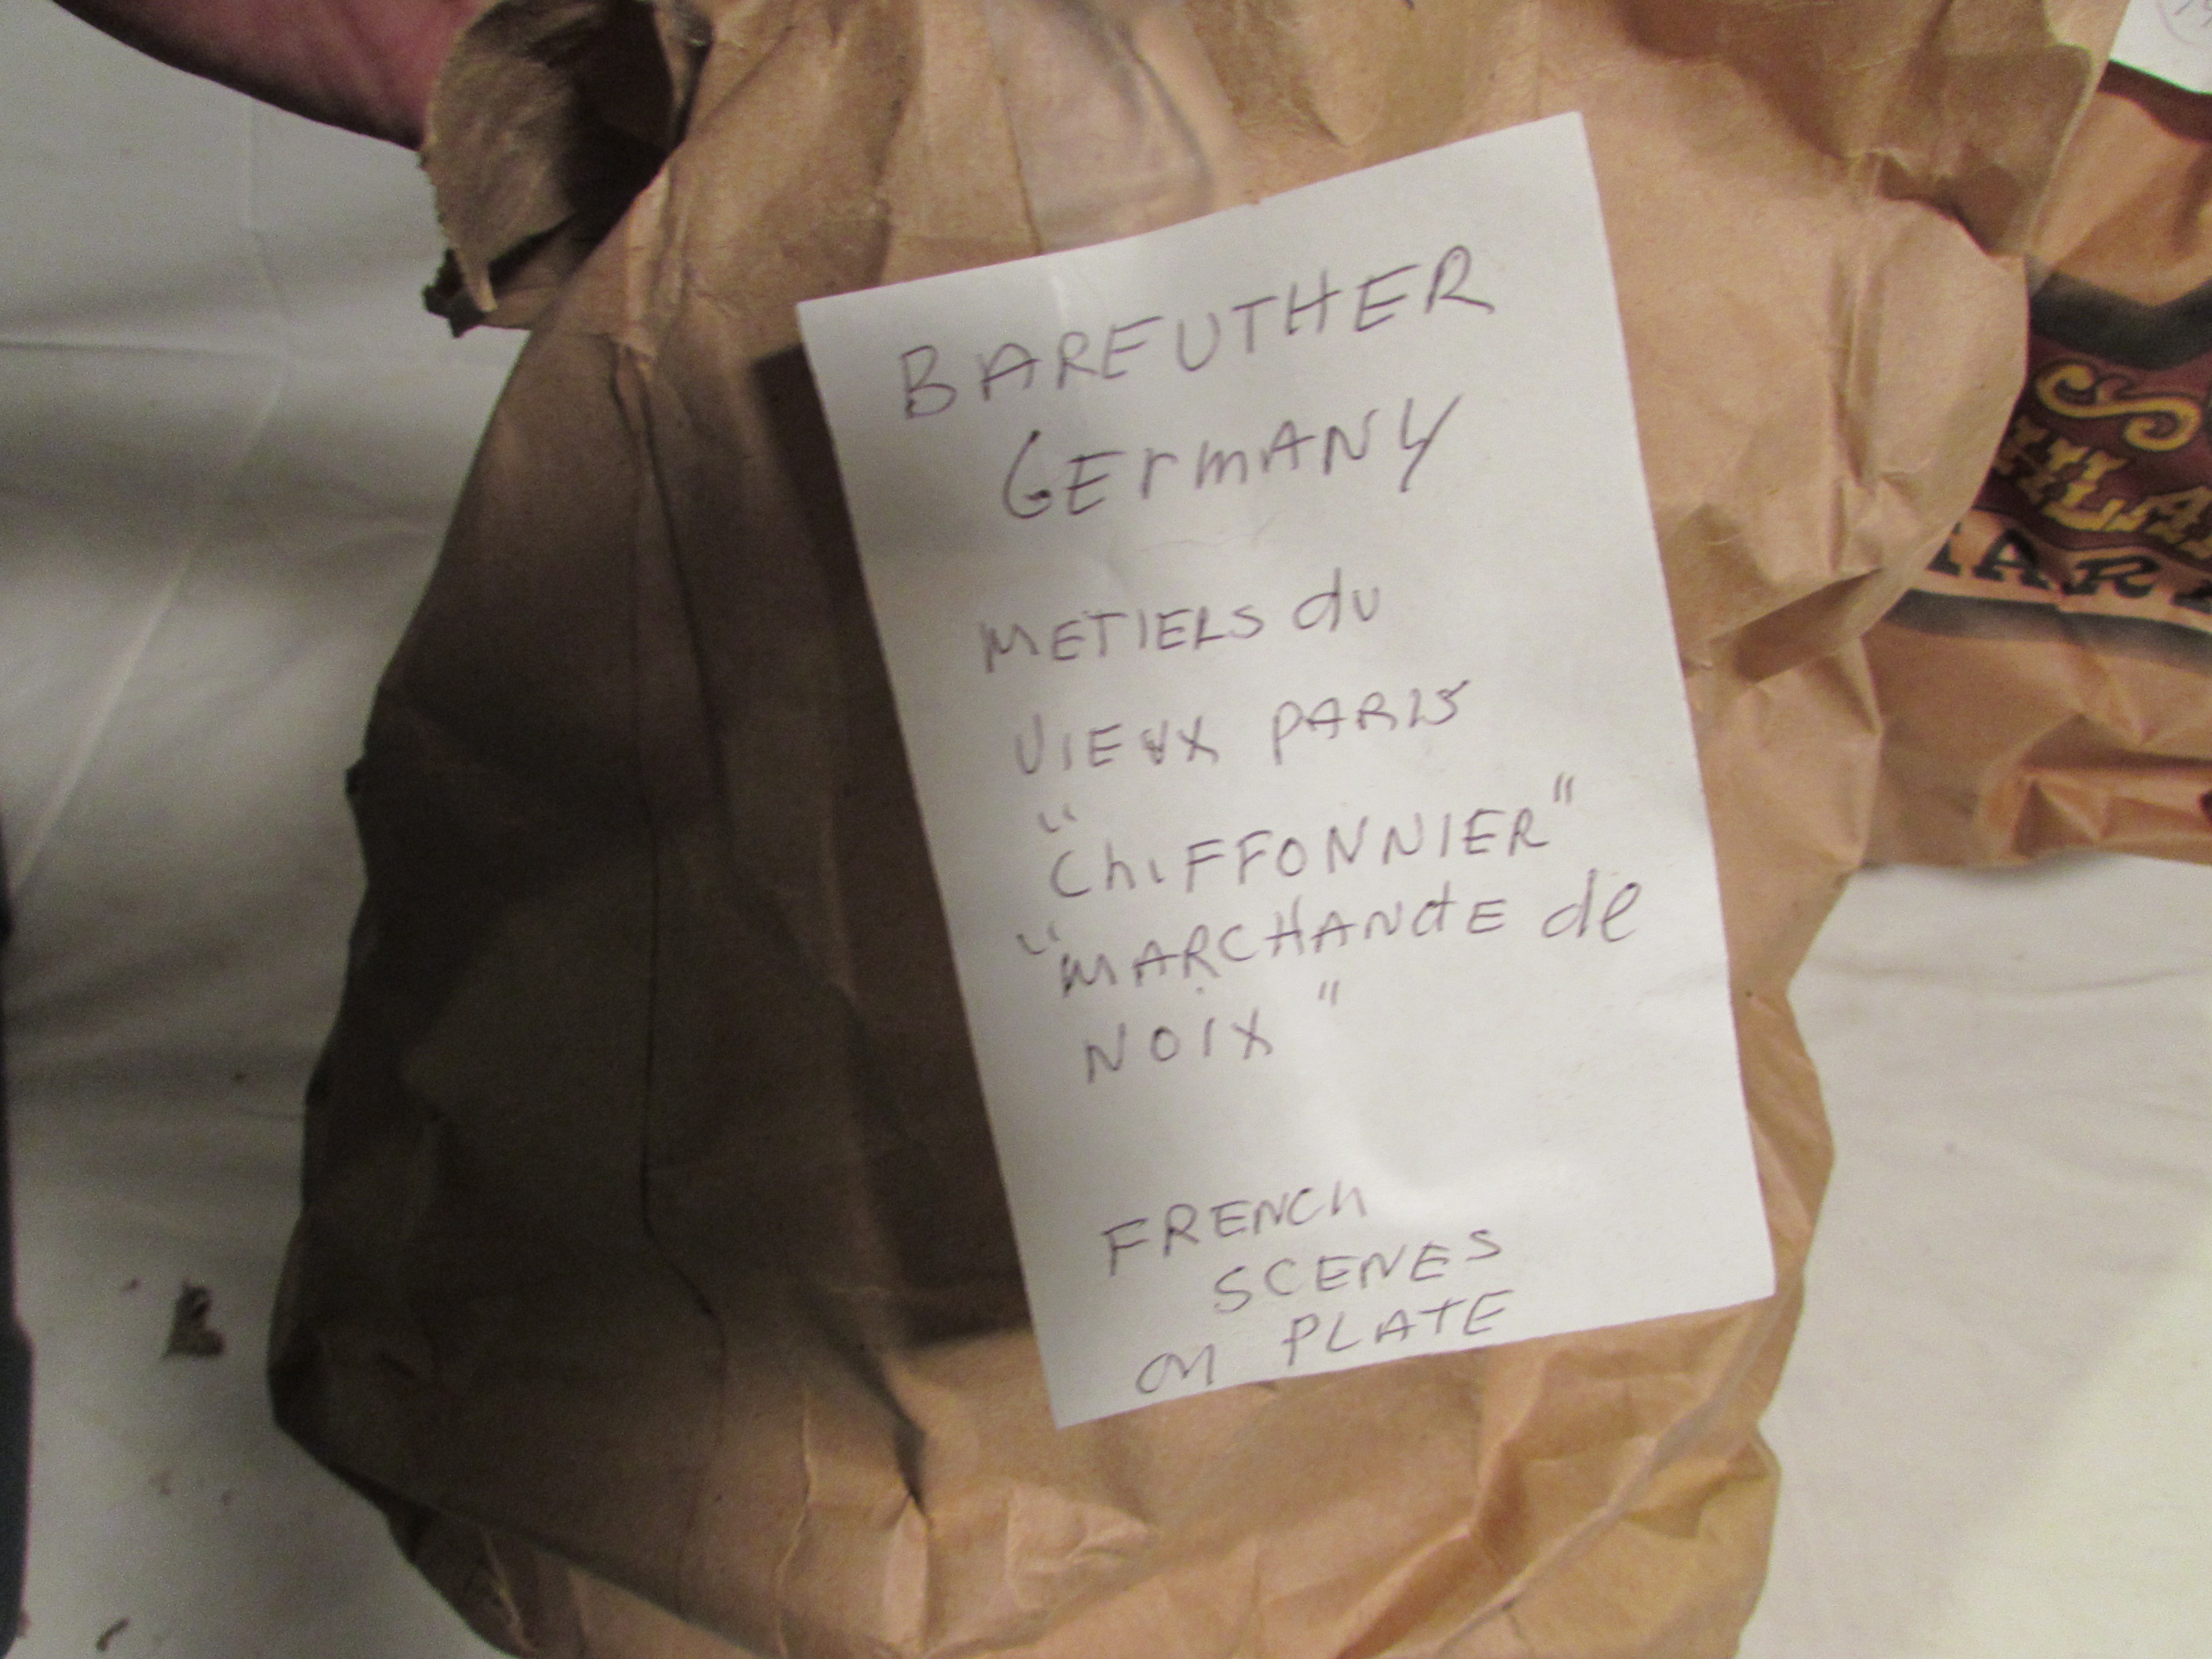 BAREUTHER
GErmANY
METIERS du
VIEUX PARIS
"ChIFFONNIER"
"MARCHANdE de
NOIX"
FRENCh
SCENES
on PLATE